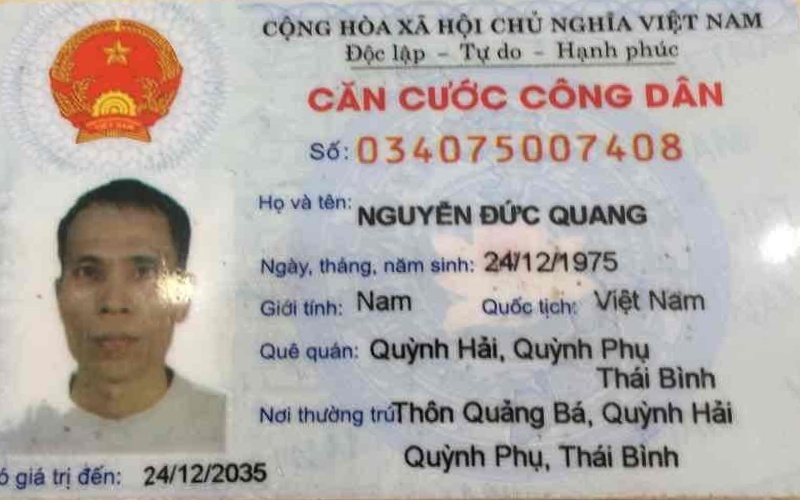 CỘNG HÒA XÃ HỘI CHỦ NGHĨA VIỆT NAM
Độc lập – Tự do – Hạnh phúc
CĂN CƯỚC CÔNG DÂN
Số: 034075007408
Họ và tên: NGUYỄN ĐỨC QUANG
Ngày, tháng, năm sinh: 24/12/1975
Giới tính: Nam Quốc tịch: Việt Nam
Quê quán: Quỳnh Hải, Quỳnh Phụ
Thái Bình
Nơi thường trú Thôn Quảng Bá, Quỳnh Hải
Quỳnh Phụ, Thái Bình
ó giá trị đến: 24/12/2035
VIỆT NAM